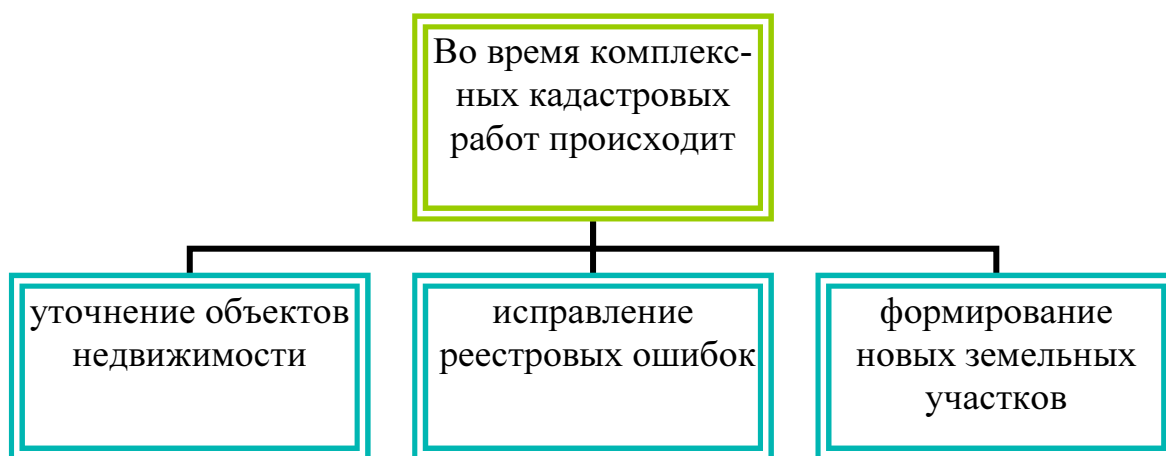 Во время комплекс-
ных кадастровых
работ происходит
уточнение объектов
недвижимости
исправление
реестровых ошибок
формирование
новых земельных
участков